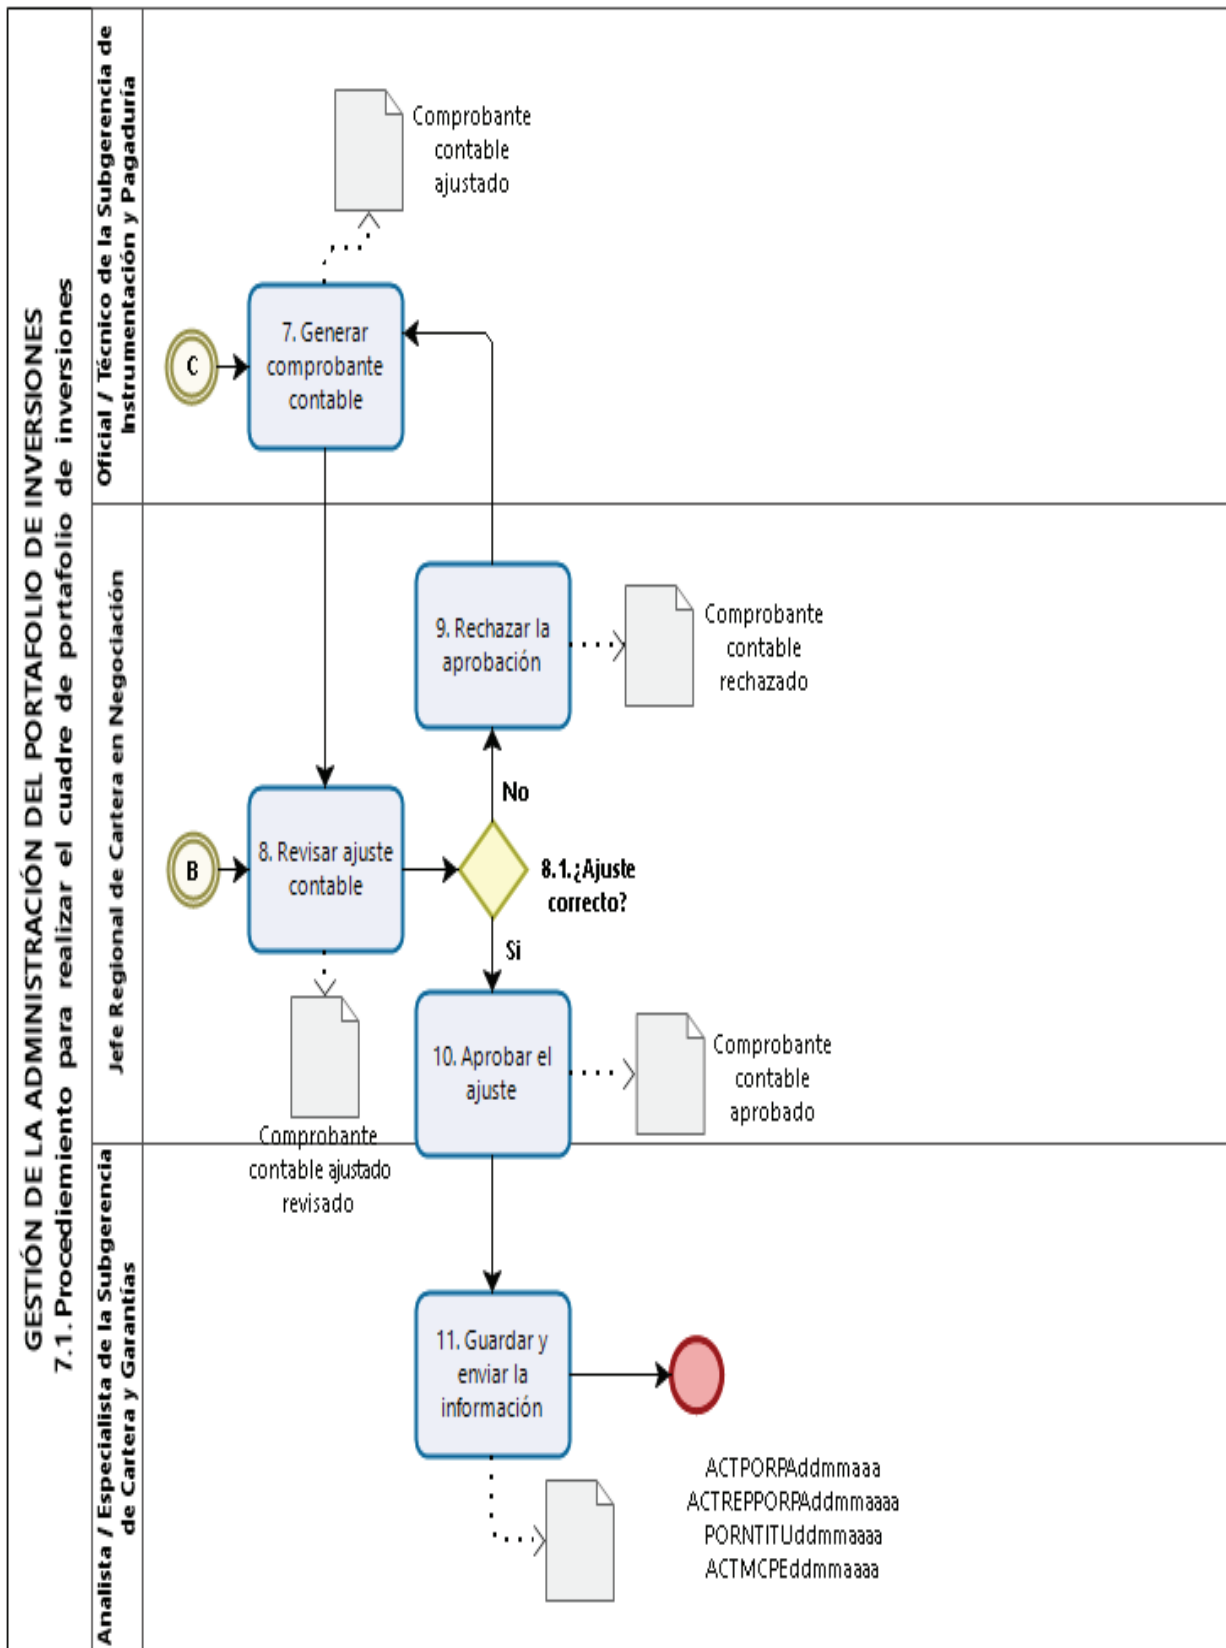 GESTIÓN DE LA ADMINISTRACIÓN DEL PORTAFOLIO DE INVERSIONES
7.1. Procedimiento para realizar el cuadre de portafolio de inversiones
Oficial / Técnico de la Subgerencia de
Instrumentación y Pagaduría
Comprobante
contable
ajustado
C
7. Generar
comprobante
contable
Jefe Regional de Cartera en Negociación
9. Rechazar la
aprobación
Comprobante
contable
rechazado
No
B
8. Revisar ajuste
contable
8.1.¿Ajuste
correcto?
Si
10. Aprobar el
ajuste
Comprobante
contable
aprobado
Comprobante
contable ajustado
revisado
Analista / Especialista de la Subgerencia
de Cartera y Garantías
11. Guardar y
enviar la
información
ACTPORPAddmmaaa
ACTREPPORPAddmmaaaa
PORNTITUddmmaaaa
ACTMCPEddmmaaaa